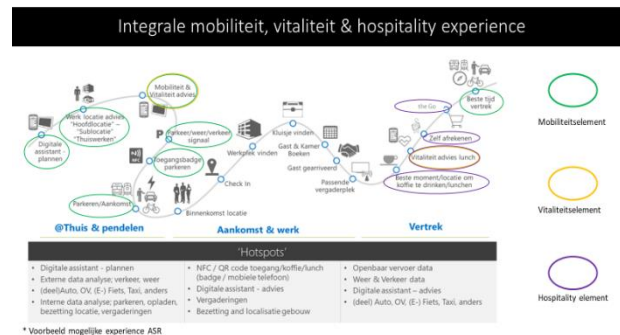 Integrale mobiliteit, vitaliteit & hospitality experience
Mobiliteit &
Vitaliteit advies
Werk locatie advies
"Hoofdlocatie" –
"Sublocatie"
"Thuiswerken"
Digitale
assistant -
plannen
P
Parkeer/weer/verkeer
signaal
Toegangsbadge
parkeren
Parkeren/Aankomst
Binnenkomst locatie
Check In
Werkplek vinden
Kluisje vinden
Gast & Kamer
Boeken
Gast gearriveerd
Passende
vergaderplek
Beste moment/locatie om
koffie te drinken/lunchen
Vitaliteit advies lunch
Zelf afrekenen
the Go
Beste tijd
vertrek
Mobiliteitselement
Vitaliteitselement
Hospitality element
@Thuis & pendelen
Aankomst & werk
Vertrek
'Hotspots'
• Digitale assistant - plannen
• Externe data analyse; verkeer, weer
• (deel)Auto, OV, (E-) Fiets, Taxi, anders
• Interne data analyse; parkeren, opladen,
bezetting locatie, vergaderingen
• NFC / QR code toegang/koffie/lunch
(badge / mobiele telefoon)
• Digitale assistant - advies
• Vergaderingen
• Bezetting and localisatie gebouw
• Openbaar vervoer data
• Weer & Verkeer data
• Digitale assistant – advies
• (deel) Auto, OV, (E-) Fiets, Taxi, anders
* Voorbeeld mogelijke experience ASR